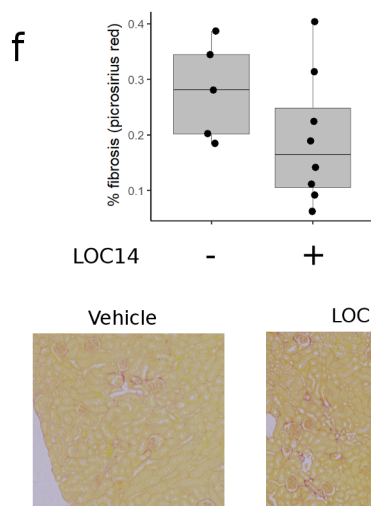 f
% fibrosis (picrosirius red)
0.4
0.3
0.2
0.1
LOC14 - +
Vehicle LOC